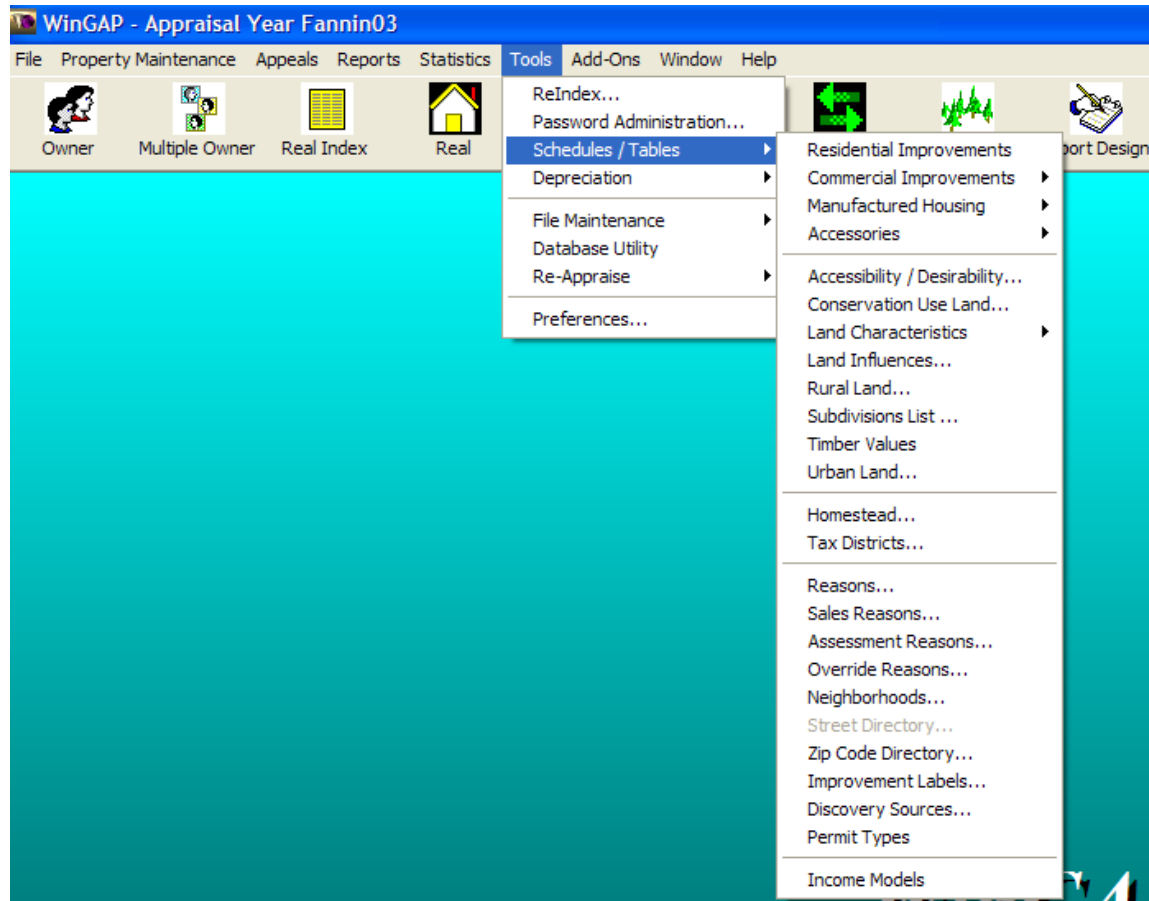 WinGAP - Appraisal Year Fannin03
File Property Maintenance Appeals Reports Statistics Tools Add-Ons Window Help
Owner Multiple Owner Real Index Real
ReIndex...
Password Administration...
Schedules / Tables
Depreciation
File Maintenance
Database Utility
Re-Appraise
Preferences...
Residential Improvements
Commercial Improvements
Manufactured Housing
Accessories
Accessibility / Desirability...
Conservation Use Land...
Land Characteristics
Land Influences...
Rural Land...
Subdivisions List ...
Timber Values
Urban Land...
Homestead...
Tax Districts...
Reasons...
Sales Reasons...
Assessment Reasons...
Override Reasons...
Neighborhoods...
Street Directory...
Zip Code Directory...
Improvement Labels...
Discovery Sources...
Permit Types
Income Models
Design